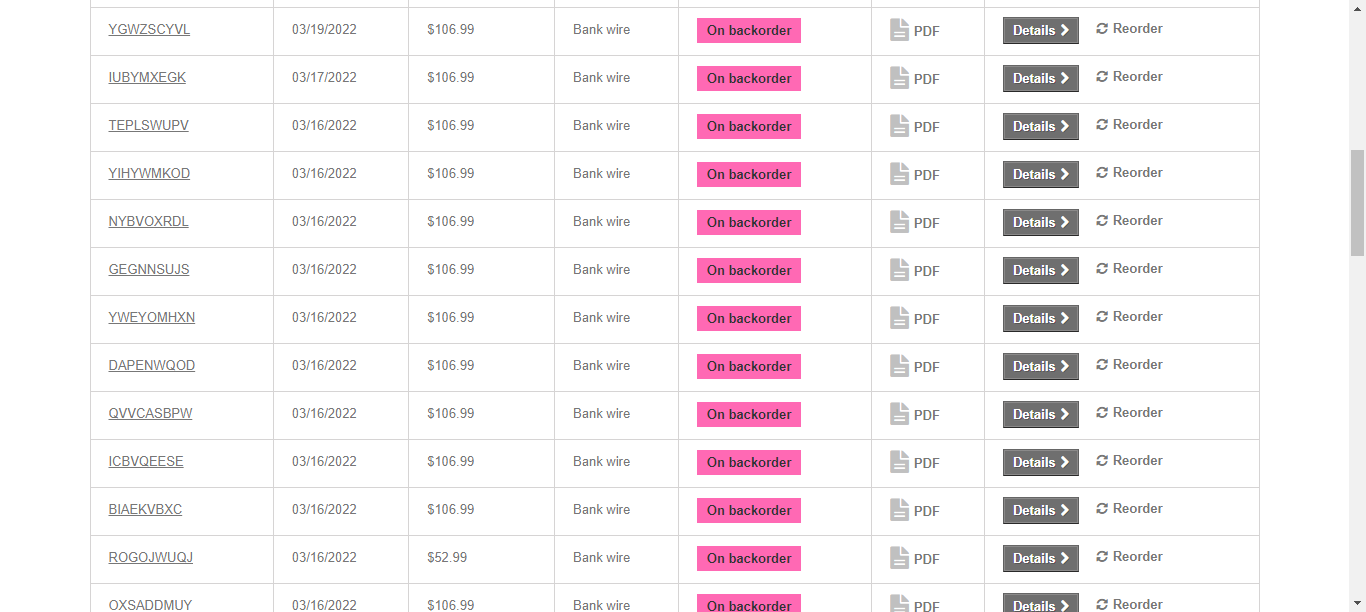 YGWZSCYVL 03/19/2022 $106.99 Bank wire On backorder PDF Details Reorder
IUBYMXEGK 03/17/2022 $106.99 Bank wire On backorder PDF Details Reorder
TEPLSWUPV 03/16/2022 $106.99 Bank wire On backorder PDF Details Reorder
YIHYWMKOD 03/16/2022 $106.99 Bank wire On backorder PDF Details Reorder
NYBVOXRDL 03/16/2022 $106.99 Bank wire On backorder PDF Details Reorder
GEGNNSUJS 03/16/2022 $106.99 Bank wire On backorder PDF Details Reorder
YWEYOMHXN 03/16/2022 $106.99 Bank wire On backorder PDF Details Reorder
DAPENWQOD 03/16/2022 $106.99 Bank wire On backorder PDF Details Reorder
QVVCASBPW 03/16/2022 $106.99 Bank wire On backorder PDF Details Reorder
ICBVQEESE 03/16/2022 $106.99 Bank wire On backorder PDF Details Reorder
BIAEKVBXC 03/16/2022 $106.99 Bank wire On backorder PDF Details Reorder
ROGOJWUQJ 03/16/2022 $52.99 Bank wire On backorder PDF Details Reorder
OXSADDMUY 03/16/2022 $106.99 Bank wire On backorder PDF Details Reorder